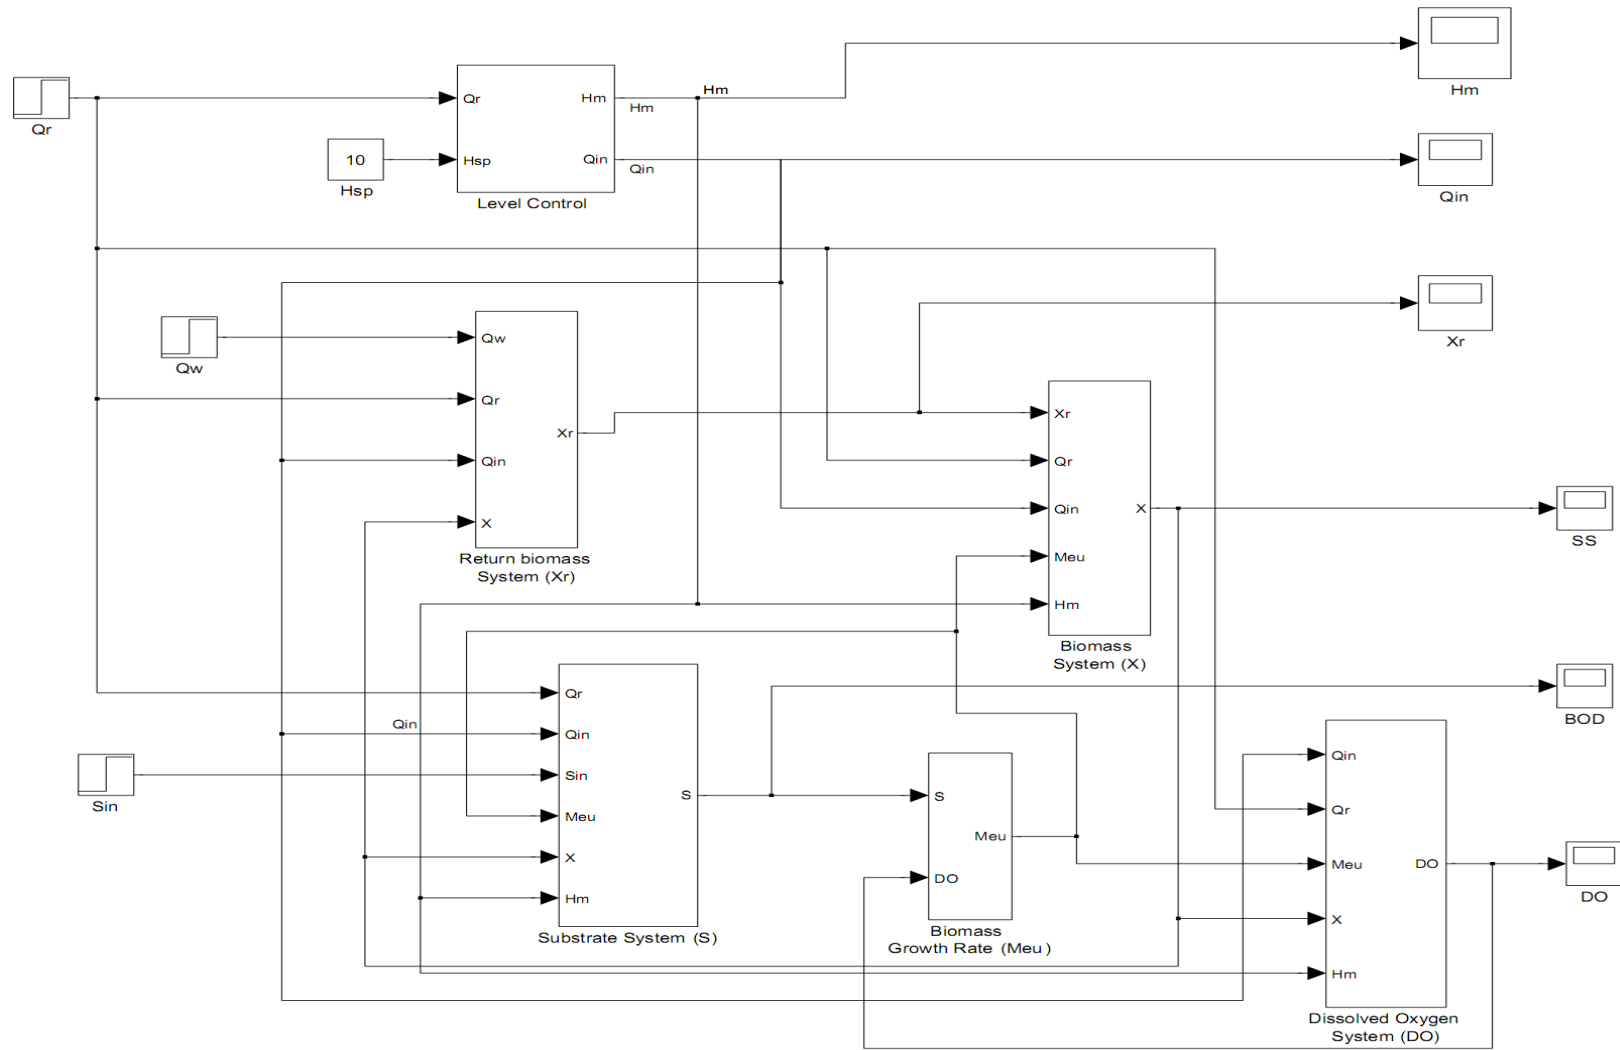 Hm
Qr
Qr
Hm
Hm
Hm
10
Hsp
Hsp
Qin
Qin
Level Control
Qin
Qw
Qw
Qr
Qin
X
Xr
Return biomass
System (Xr)
Xr
Xr
Qr
Qin
Meu
Hm
X
Biomass
System (X)
SS
Qr
Qin
Qin
Sin
Meu
X
Hm
S
Substrate System (S)
Sin
S
DO
Meu
Biomass
Growth Rate (Meu)
BOD
Qin
Qr
Meu
X
Hm
DO
Dissolved Oxygen
System (DO)
DO